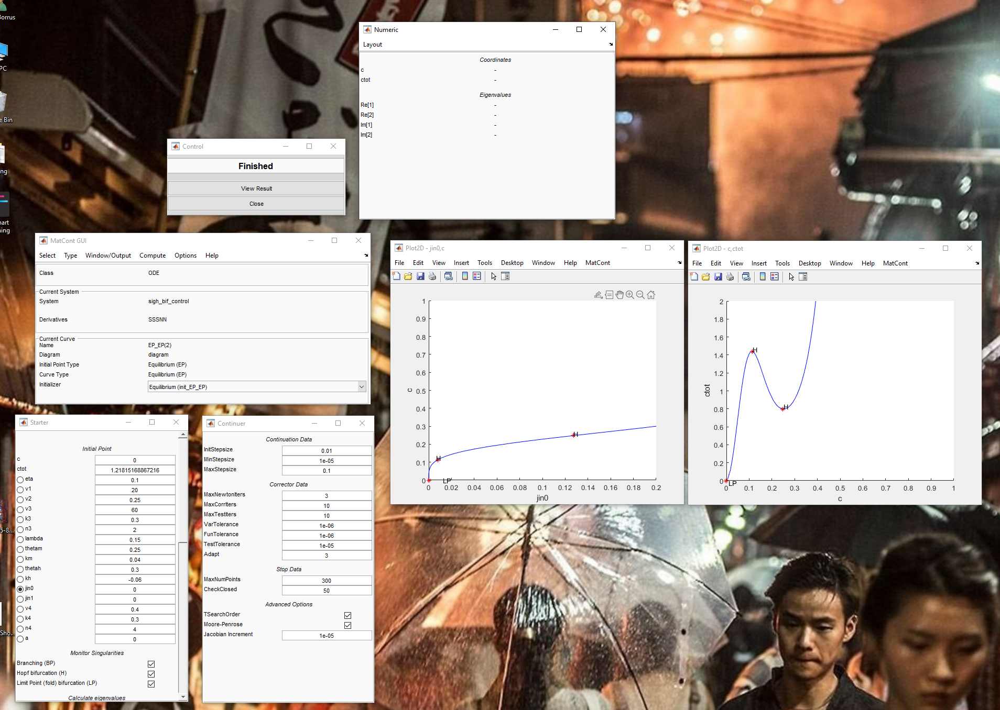 Borrus
PC
e Bin
ng
nart
ning
5-8...
Sho...
Numeric
Layout
Coordinates
c -
ctot -
Eigenvalues
Re[1] -
Re[2] -
Im[1] -
Im[2] -
Control
Finished
View Result
Close
MatCont GUI
Select Type Window/Output Compute Options Help
Class ODE
Current System
System sigh_bif_control
Derivatives SSSNN
Current Curve
Name EP_EP(2)
Diagram diagram
Initial Point Type Equilibrium (EP)
Curve Type Equilibrium (EP)
Initializer Equilibrium (init_EP_EP)
Plot2D - jin0,c
File Edit View Insert Tools Desktop Window Help MatCont
1
0.9
0.8
0.7
0.6
0.5
0.4
0.3
0.2
0.1
0
c
H
H
LP
0 0.02 0.04 0.06 0.08 0.1 0.12 0.14 0.16 0.18 0.2
jin0
Plot2D - c,ctot
File Edit View Insert Tools Desktop Window Help MatCont
2
1.8
1.6
1.4
1.2
1
0.8
0.6
0.4
0.2
0
ctot
H
H
LP
0 0.1 0.2 0.3 0.4 0.5 0.6 0.7 0.8 0.9 1
c
Starter
Initial Point
c 0
ctot 1.21815168867216
eta 0.1
v1 20
v2 0.25
v3 60
k3 0.3
n3 2
lambda 0.15
thetam 0.25
km 0.04
thetah 0.3
kh -0.06
jin0 0
jin1 0
v4 0.4
k4 0.3
n4 4
a 0
Monitor Singularities
Branching (BP)
Hopf bifurcation (H)
Limit Point (fold) bifurcation (LP)
Calculate eigenvalues
Continuer
Continuation Data
InitStepsize 0.01
MinStepsize 1e-05
MaxStepsize 0.1
Corrector Data
MaxNewtonIters 3
MaxCorrIters 10
MaxTestIters 10
VarTolerance 1e-06
FunTolerance 1e-06
TestTolerance 1e-05
Adapt 3
Stop Data
MaxNumPoints 300
CheckClosed 50
Advanced Options
TSearchOrder
Moore-Penrose
Jacobian Increment 1e-05